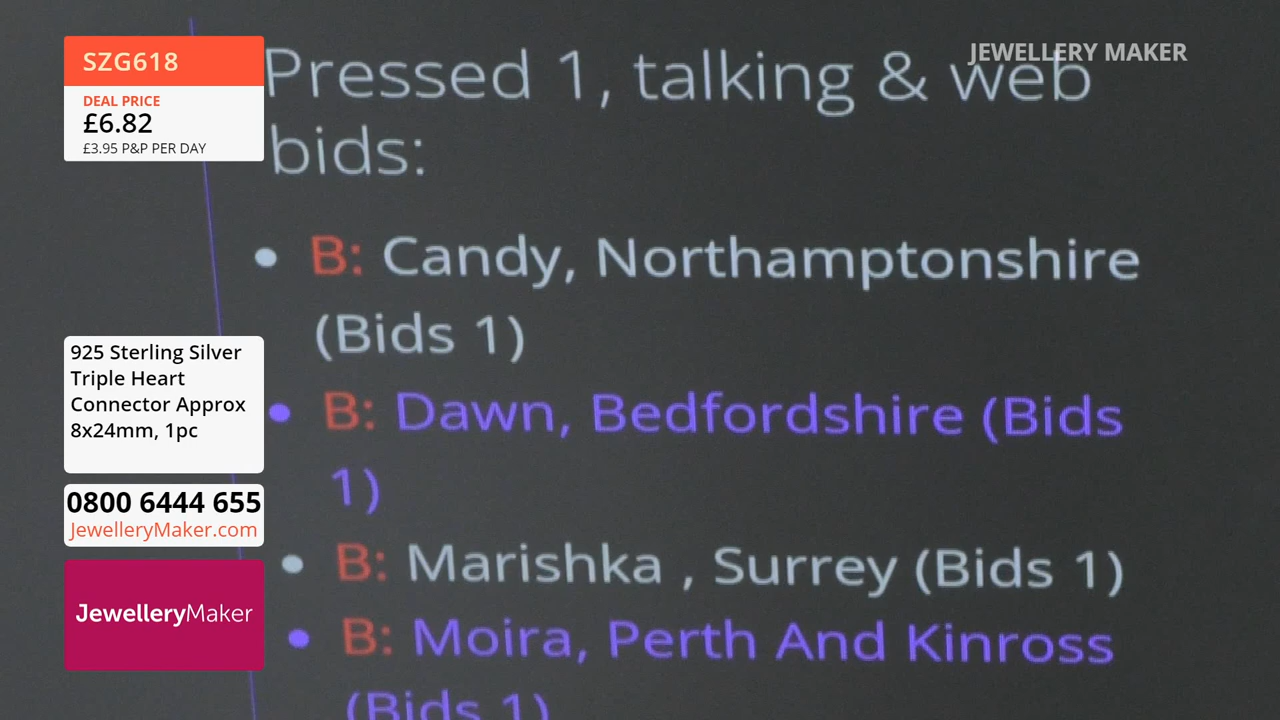 SZG618
DEAL PRICE
£6.82
£3.95 P&P PER DAY
JEWELLERY MAKER
Pressed 1, talking & web
bids:
• B: Candy, Northamptonshire
(Bids 1)
• B: Dawn, Bedfordshire (Bids
1)
• B: Marishka , Surrey (Bids 1)
• B: Moira, Perth And Kinross
(Bids 1)
925 Sterling Silver
Triple Heart
Connector Approx
8x24mm, 1pc
0800 6444 655
JewelleryMaker.com
JewelleryMaker